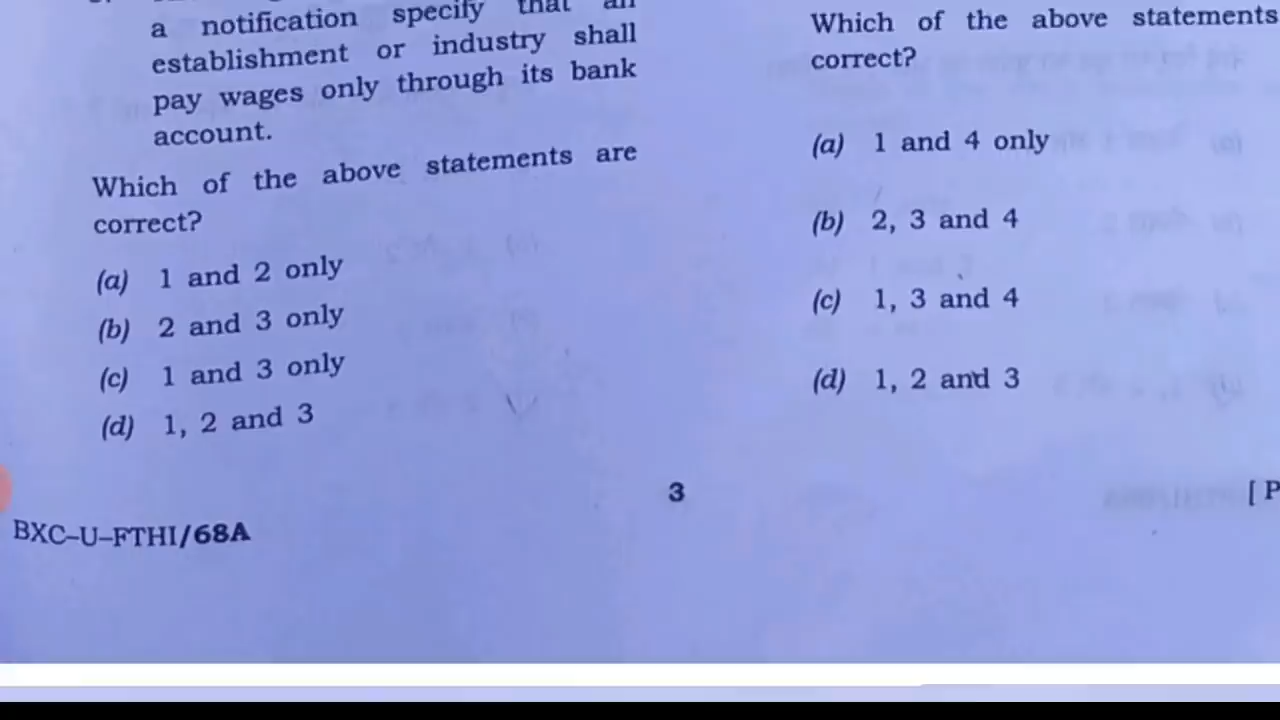 a notification specify that an
establishment or industry shall
pay wages only through its bank
account.
Which of the above statements are
correct?
(a) 1 and 2 only
(b) 2 and 3 only
(c) 1 and 3 only
(d) 1, 2 and 3
Which of the above statements
correct?
(a) 1 and 4 only
(b) 2, 3 and 4
(c) 1, 3 and 4
(d) 1, 2 and 3
3
[ P
BXC–U–FTHI/68A